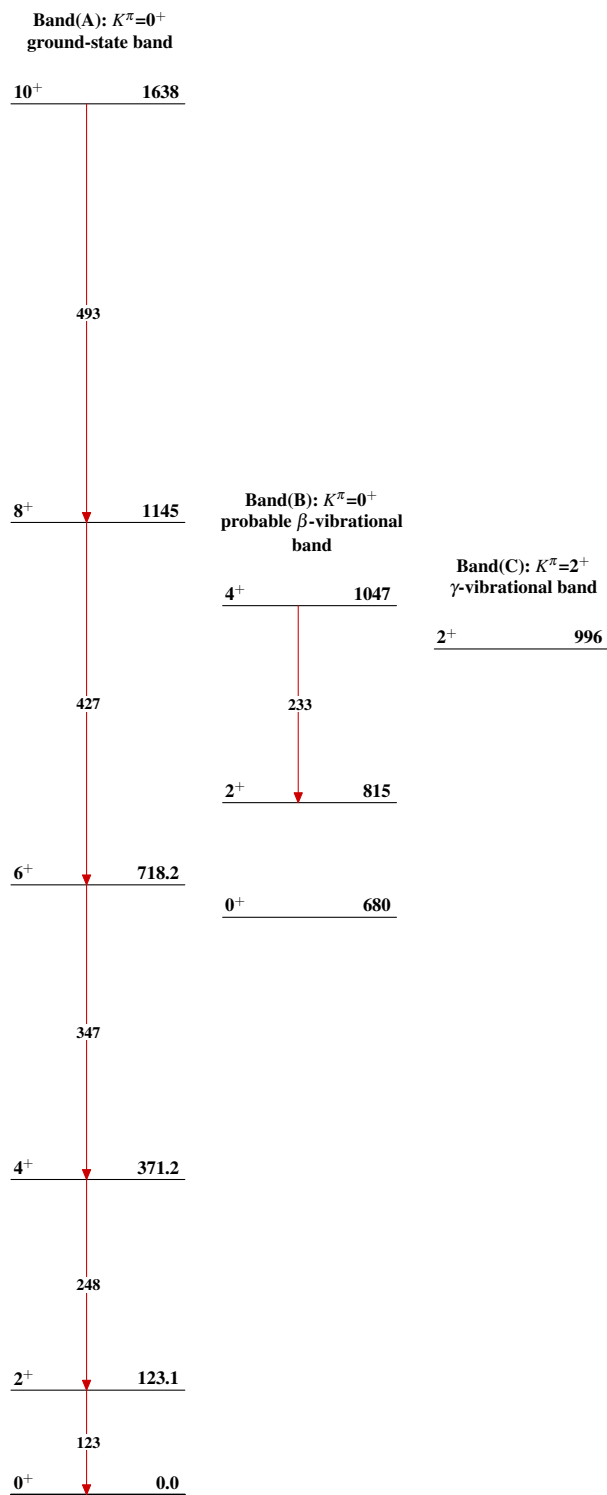 Band(A): K^π=0⁺
ground-state band
10⁺ 1638
493
8⁺ 1145
427
6⁺ 718.2
347
4⁺ 371.2
248
2⁺ 123.1
123
0⁺ 0.0
Band(B): K^π=0⁺
probable β-vibrational
band
4⁺ 1047
233
2⁺ 815
0⁺ 680
Band(C): K^π=2⁺
γ-vibrational band
2⁺ 996